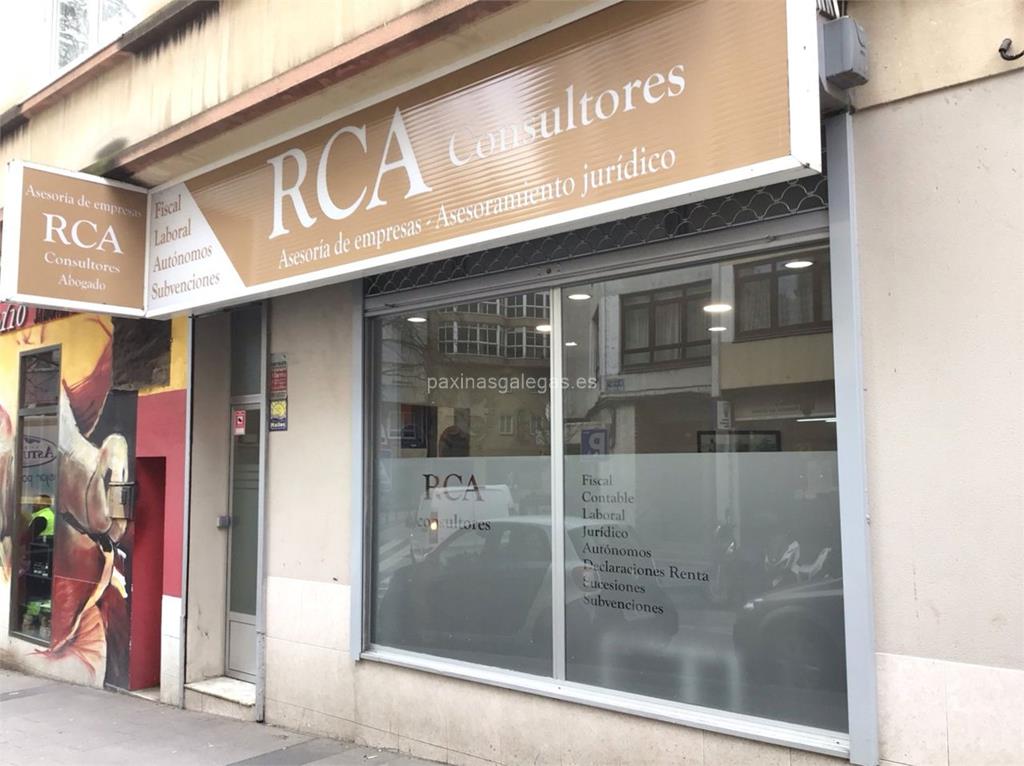 Asesoría de empresas
RCA
Consultores
Abogado
Fiscal
Laboral
Autónomos
Subvenciones
RCA Consultores
Asesoría de empresas - Asesoramiento jurídico
paxinasgalegas.es
RCA
consultores
Fiscal
Contable
Laboral
Jurídico
Autónomos
Declaraciones Renta
Sucesiones
Subvenciones